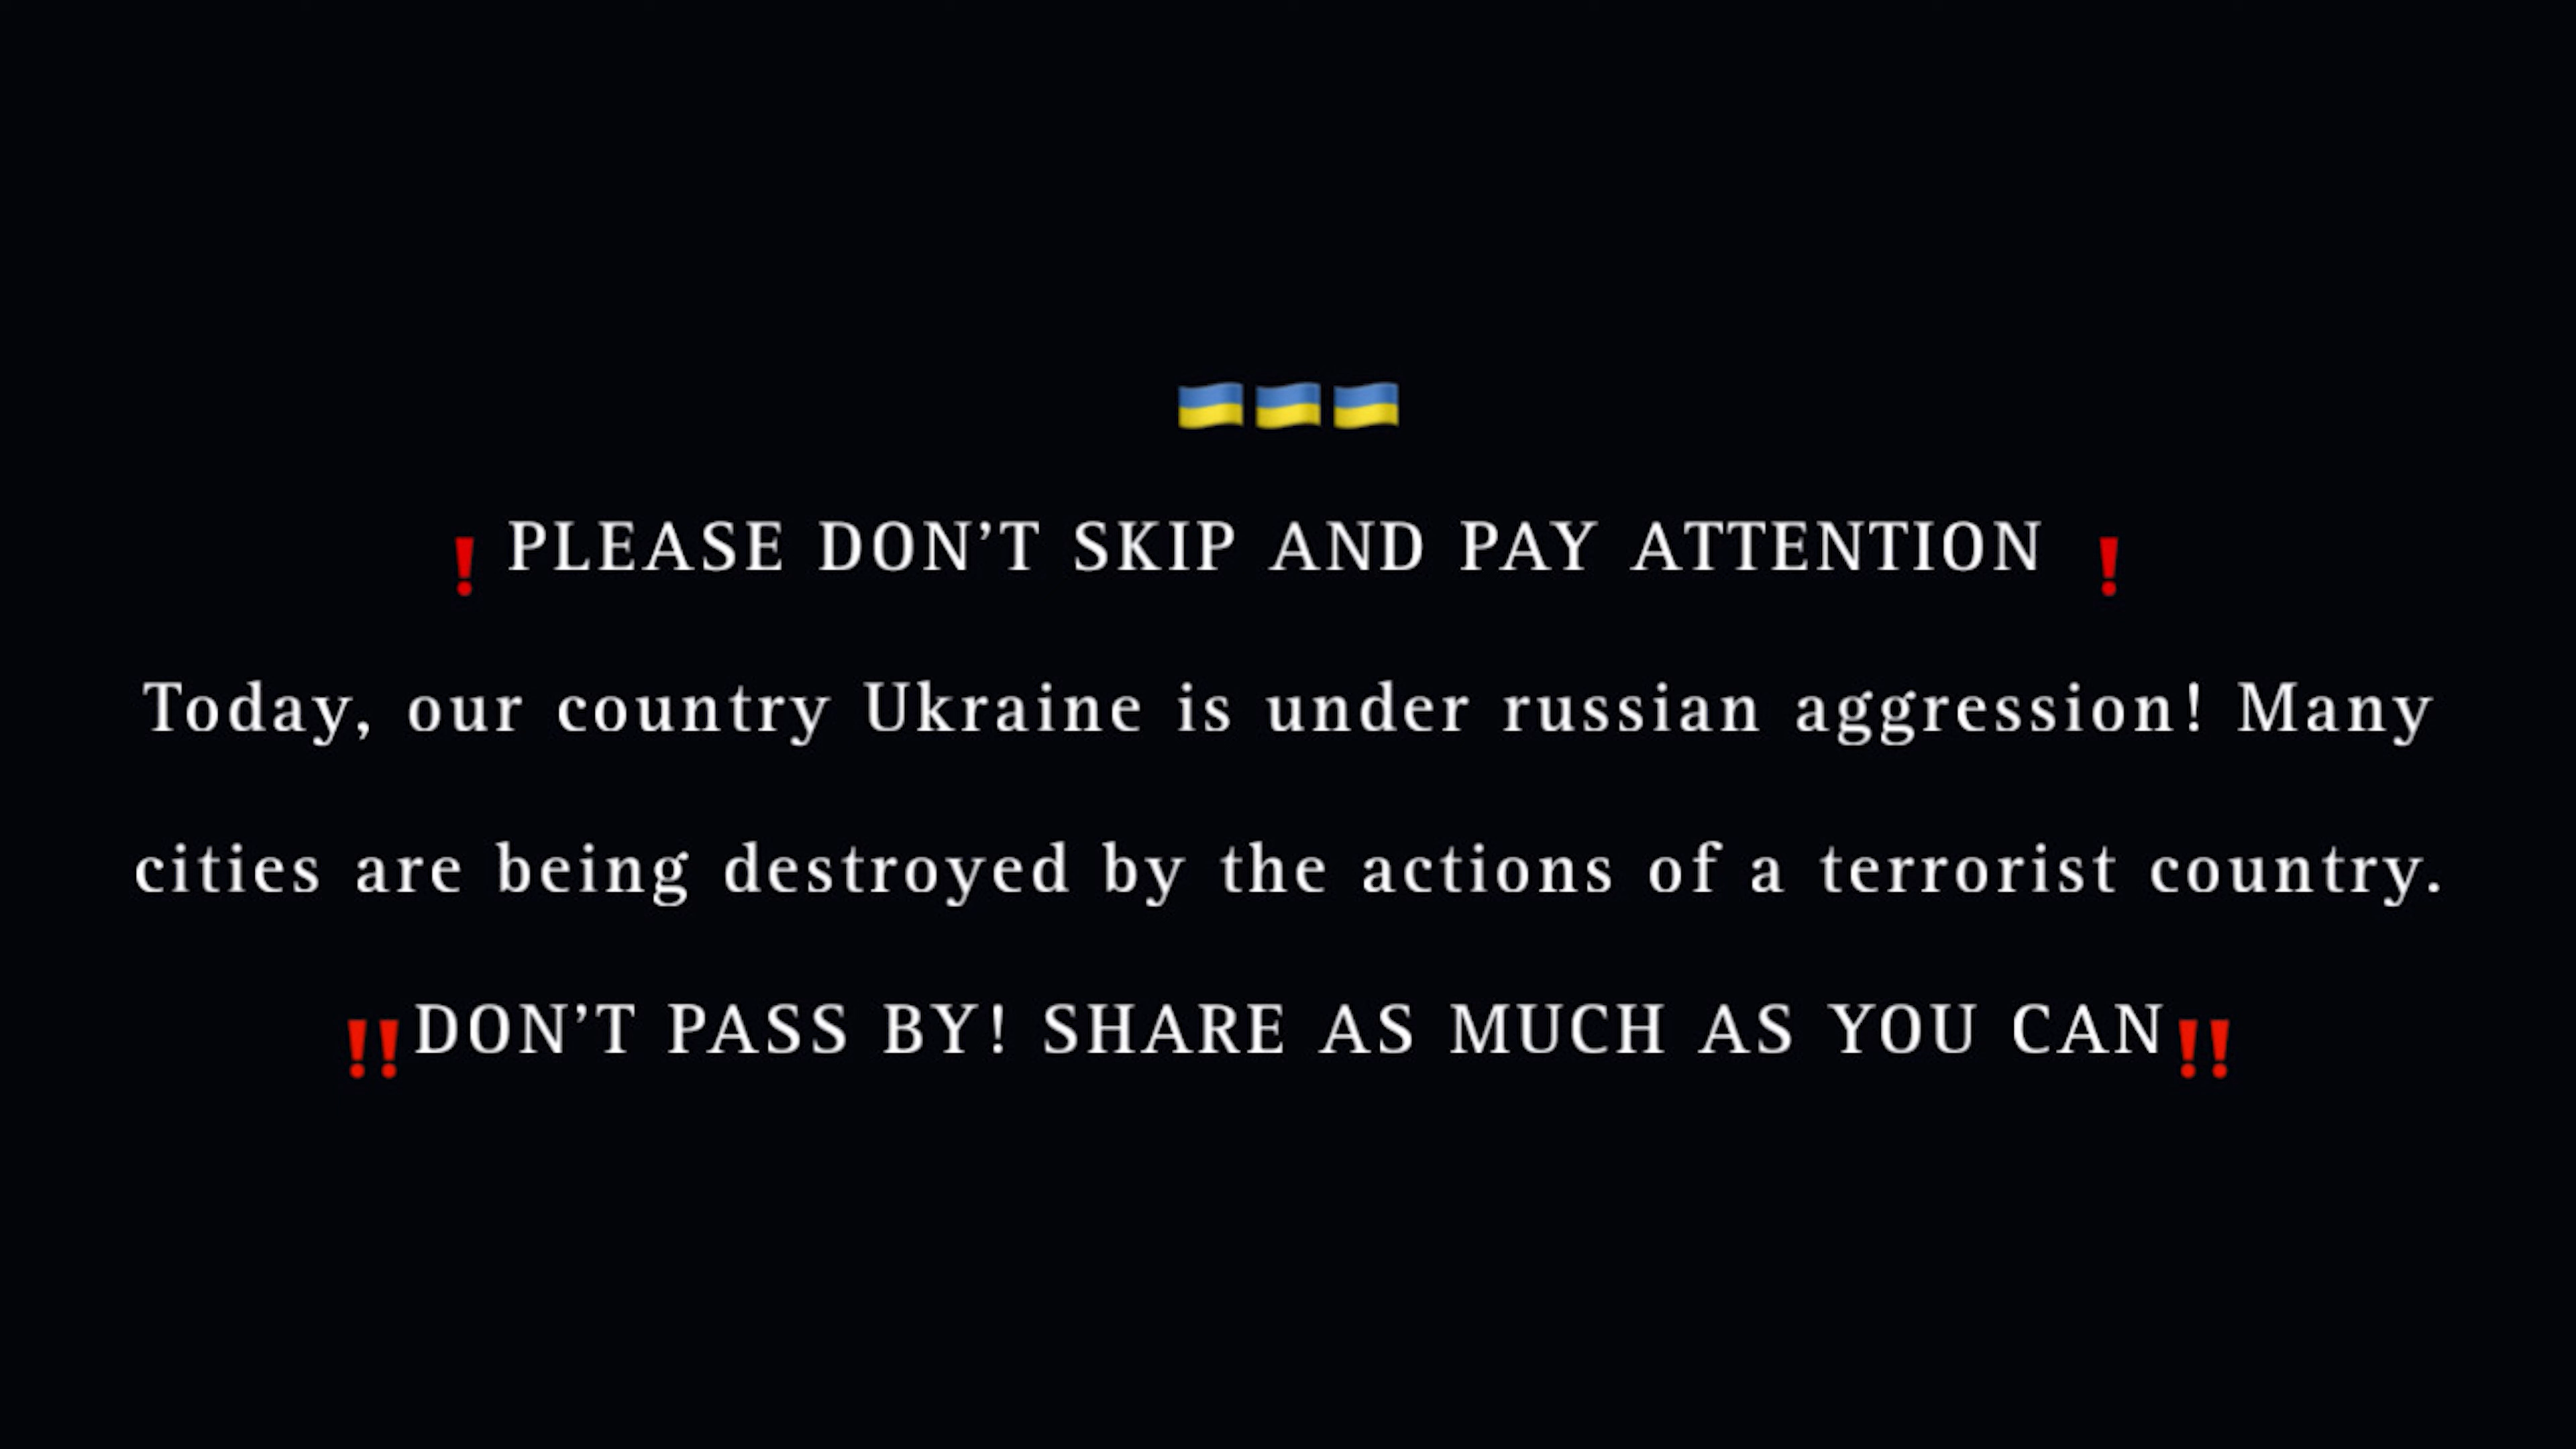 🇺🇦🇺🇦🇺🇦
❗PLEASE DON’T SKIP AND PAY ATTENTION ❗
Today, our country Ukraine is under russian aggression! Many
cities are being destroyed by the actions of a terrorist country.
‼️DON’T PASS BY! SHARE AS MUCH AS YOU CAN‼️